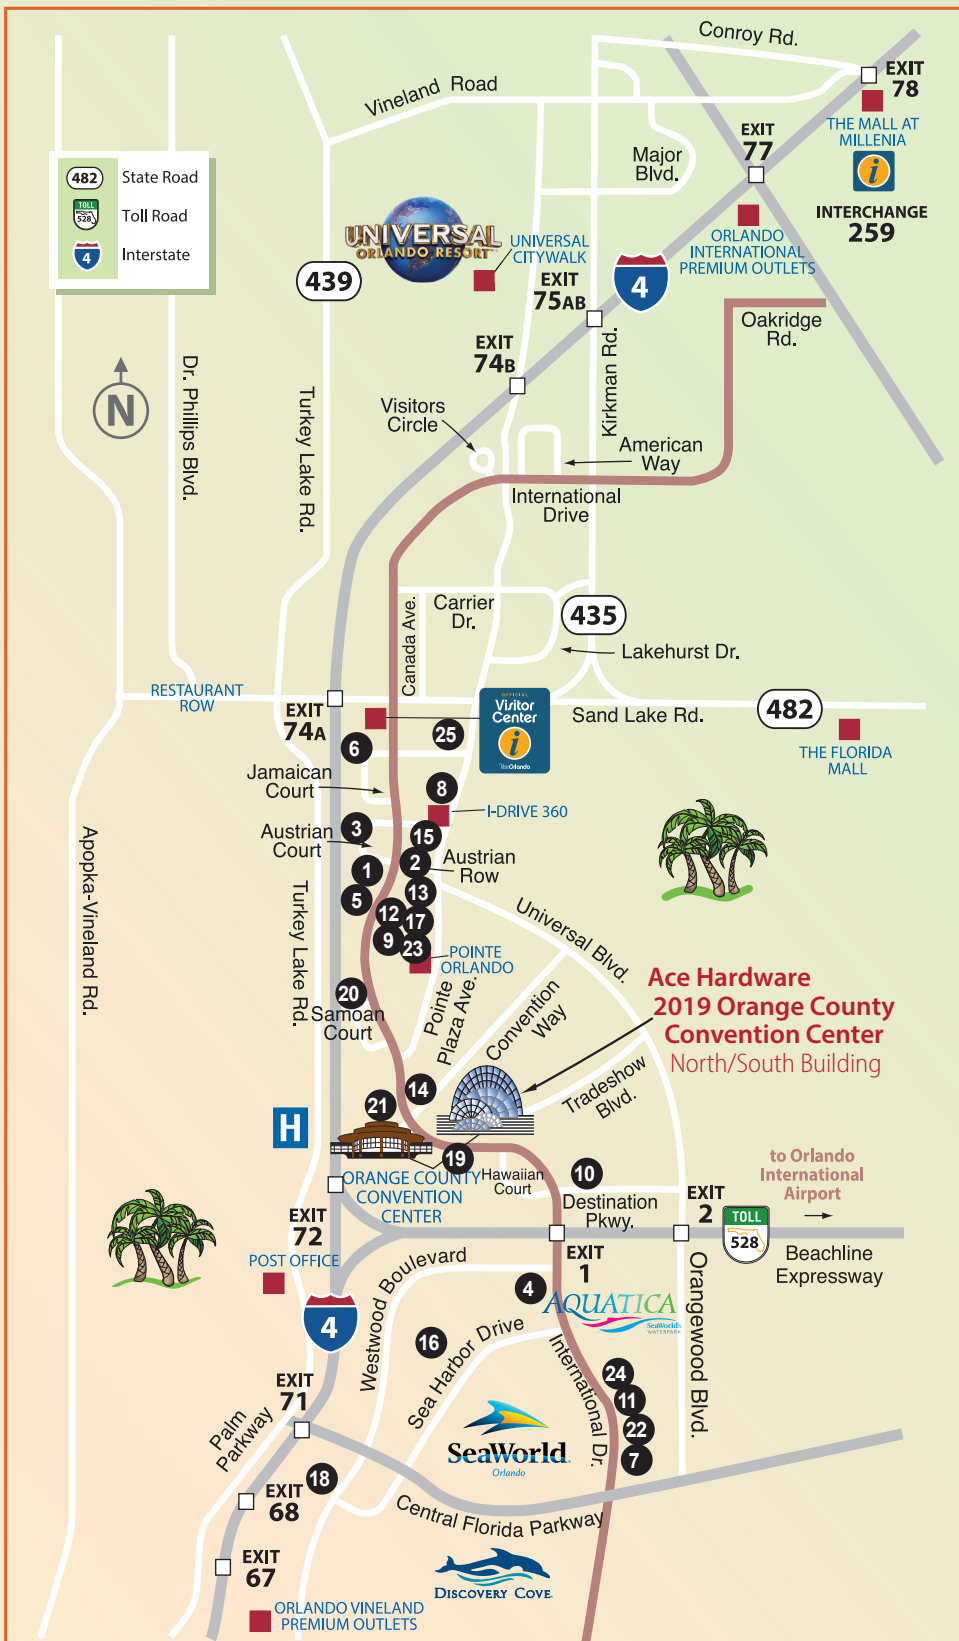 Conroy Rd.
EXIT
78
Vineland Road
THE MALL AT
MILLENIA
i
EXIT
77
Major
Blvd.
482 State Road
TOLL
528 Toll Road
4 Interstate
INTERCHANGE
259
UNIVERSAL
ORLANDO RESORT
UNIVERSAL
CITYWALK
ORLANDO
INTERNATIONAL
PREMIUM OUTLETS
439
EXIT
75AB
4
Oakridge
Rd.
EXIT
74B
Kirkman Rd.
N
Dr. Phillips Blvd.
Turkey Lake Rd.
Visitors
Circle
American
Way
International
Drive
Canada Ave.
Carrier
Dr.
435
Lakehurst Dr.
RESTAURANT
ROW
EXIT
74A
OFFICIAL
Visitor
Center
i
Visit Orlando
Sand Lake Rd.
482
THE FLORIDA
MALL
6
25
Jamaican
Court
8
I-DRIVE 360
3
15
Austrian
Court
1
2
Austrian
Row
5
13
12
17
9
23
POINTE
ORLANDO
Apopka-Vineland Rd.
Turkey Lake Rd.
Universal Blvd.
20
Samoan
Court
Pointe
Plaza Ave.
Convention
Way
Ace Hardware
2019 Orange County
Convention Center
North/South Building
Tradeshow
Blvd.
14
21
H
19
ORANGE COUNTY
CONVENTION
CENTER
Hawaiian
Court
10
Destination
Pkwy.
EXIT
2
to Orlando
International
Airport
TOLL
528
Beachline
Expressway
EXIT
72
POST OFFICE
EXIT
1
4
Westwood Boulevard
4
AQUATICA
SeaWorld's
WATERPARK
Orangewood Blvd.
16
Sea Harbor Drive
International Dr.
24
11
22
7
EXIT
71
Palm
Parkway
SeaWorld
Orlando
18
EXIT
68
Central Florida Parkway
EXIT
67
DISCOVERY COVE
ORLANDO VINELAND
PREMIUM OUTLETS